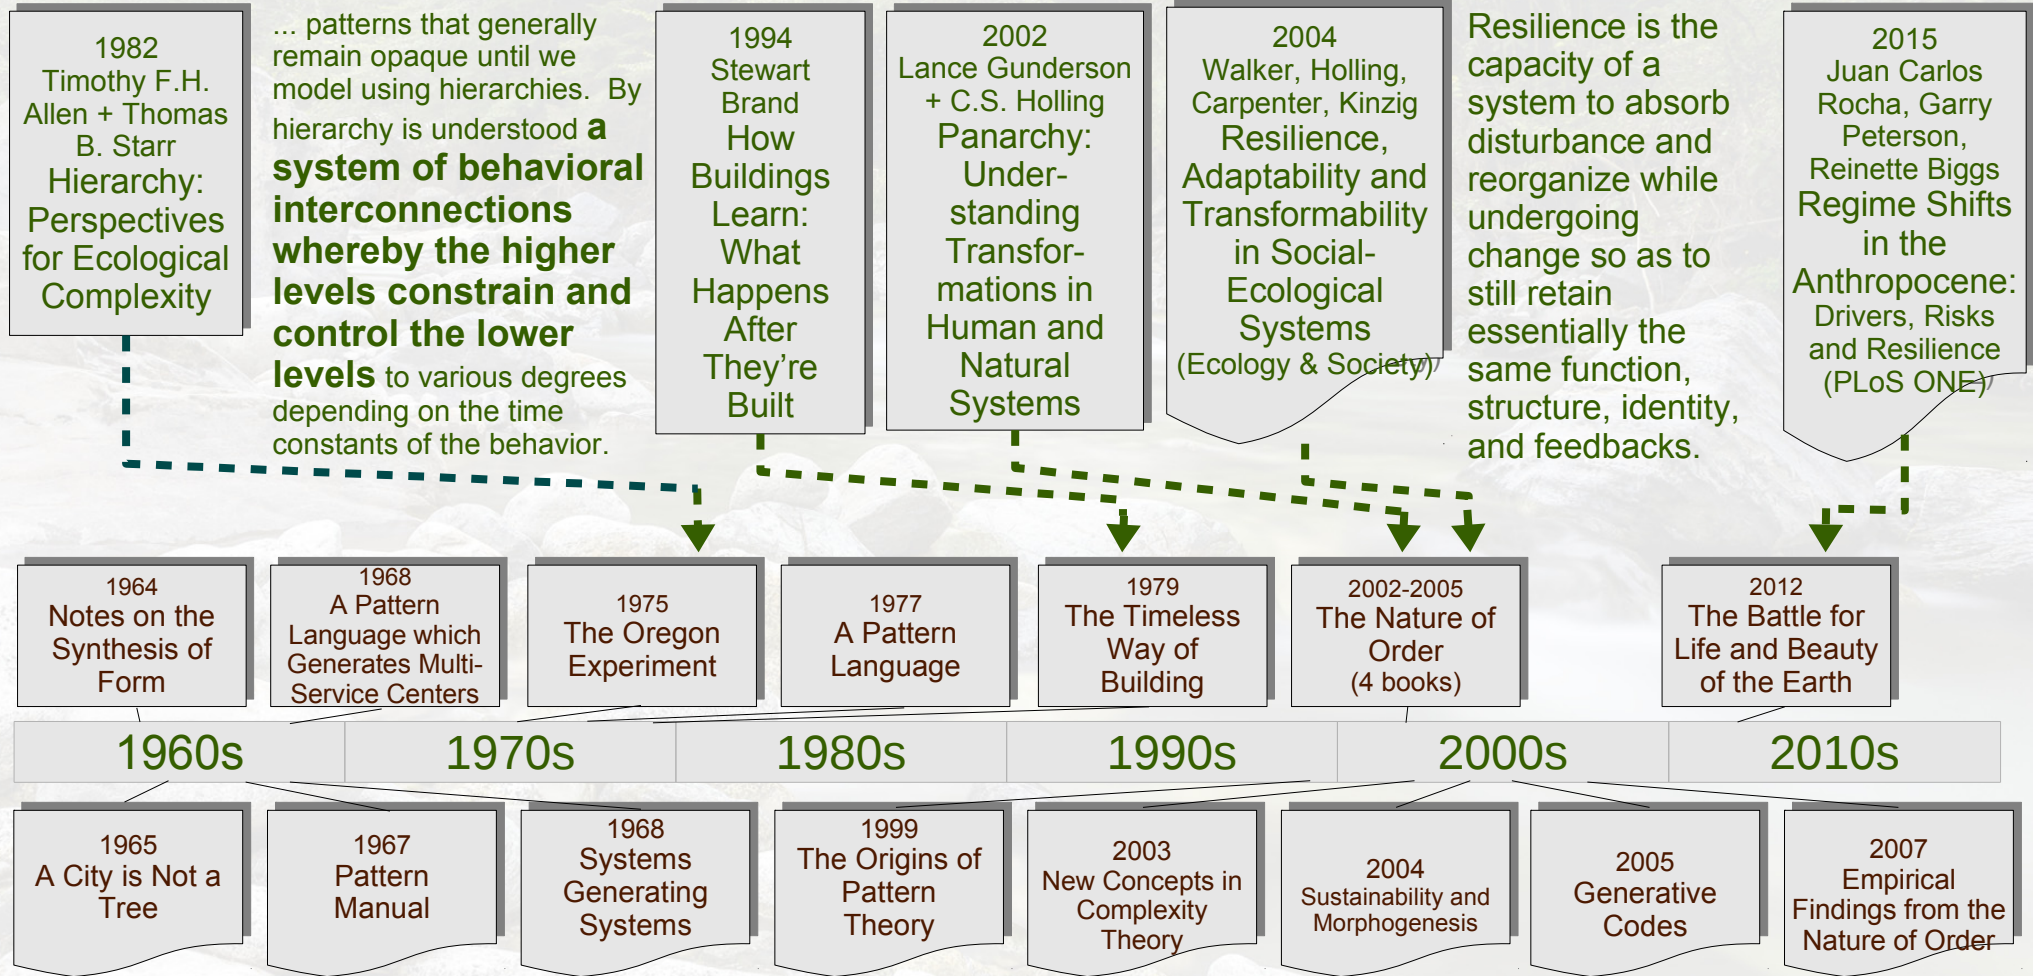 1982
Timothy F.H.
Allen + Thomas
B. Starr
Hierarchy:
Perspectives
for Ecological
Complexity
... patterns that generally
remain opaque until we
model using hierarchies.  By
hierarchy is understood a
system of behavioral
interconnections
whereby the higher
levels constrain and
control the lower
levels to various degrees
depending on the time
constants of the behavior.
1994
Stewart
Brand
How
Buildings
Learn:
What
Happens
After
They're
Built
2002
Lance Gunderson
+ C.S. Holling
Panarchy:
Under-
standing
Transfor-
mations in
Human and
Natural
Systems
2004
Walker, Holling,
Carpenter, Kinzig
Resilience,
Adaptability and
Transformability
in Social-
Ecological
Systems
(Ecology & Society)
Resilience is the
capacity of a
system to absorb
disturbance and
reorganize while
undergoing
change so as to
still retain
essentially the
same function,
structure, identity,
and feedbacks.
2015
Juan Carlos
Rocha, Garry
Peterson,
Reinette Biggs
Regime Shifts
in the
Anthropocene:
Drivers, Risks
and Resilience
(PLoS ONE)
1964
Notes on the
Synthesis of
Form
1968
A Pattern
Language which
Generates Multi-
Service Centers
1975
The Oregon
Experiment
1977
A Pattern
Language
1979
The Timeless
Way of
Building
2002-2005
The Nature of
Order
(4 books)
2012
The Battle for
Life and Beauty
of the Earth
1960s
1970s
1980s
1990s
2000s
2010s
1965
A City is Not a
Tree
1967
Pattern
Manual
1968
Systems
Generating
Systems
1999
The Origins of
Pattern
Theory
2003
New Concepts in
Complexity
Theory
2004
Sustainability and
Morphogenesis
2005
Generative
Codes
2007
Empirical
Findings from the
Nature of Order